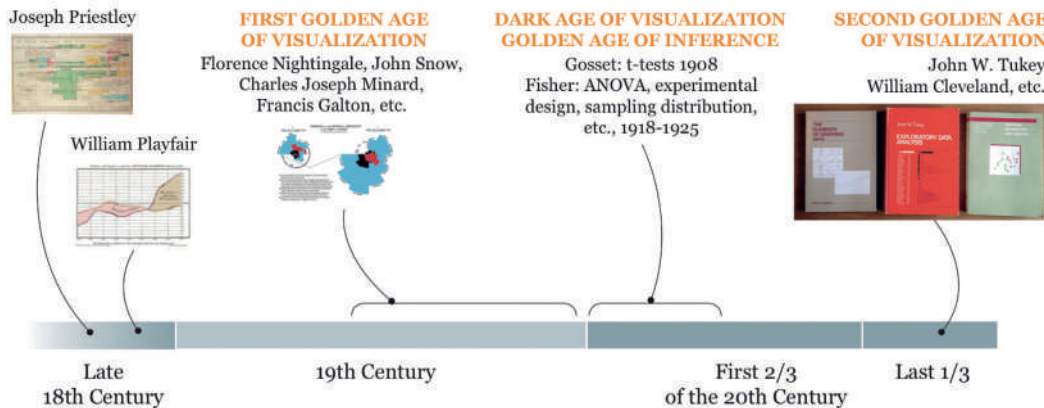 Joseph Priestley
William Playfair
FIRST GOLDEN AGE
OF VISUALIZATION
Florence Nightingale, John Snow,
Charles Joseph Minard,
Francis Galton, etc.
DARK AGE OF VISUALIZATION
GOLDEN AGE OF INFERENCE
Gosset: t-tests 1908
Fisher: ANOVA, experimental
design, sampling distribution,
etc., 1918-1925
SECOND GOLDEN AGE
OF VISUALIZATION
John W. Tukey
William Cleveland, etc.
EXPLORATORY DATA
ANALYSIS
Late
18th Century
19th Century
First 2/3
of the 20th Century
Last 1/3